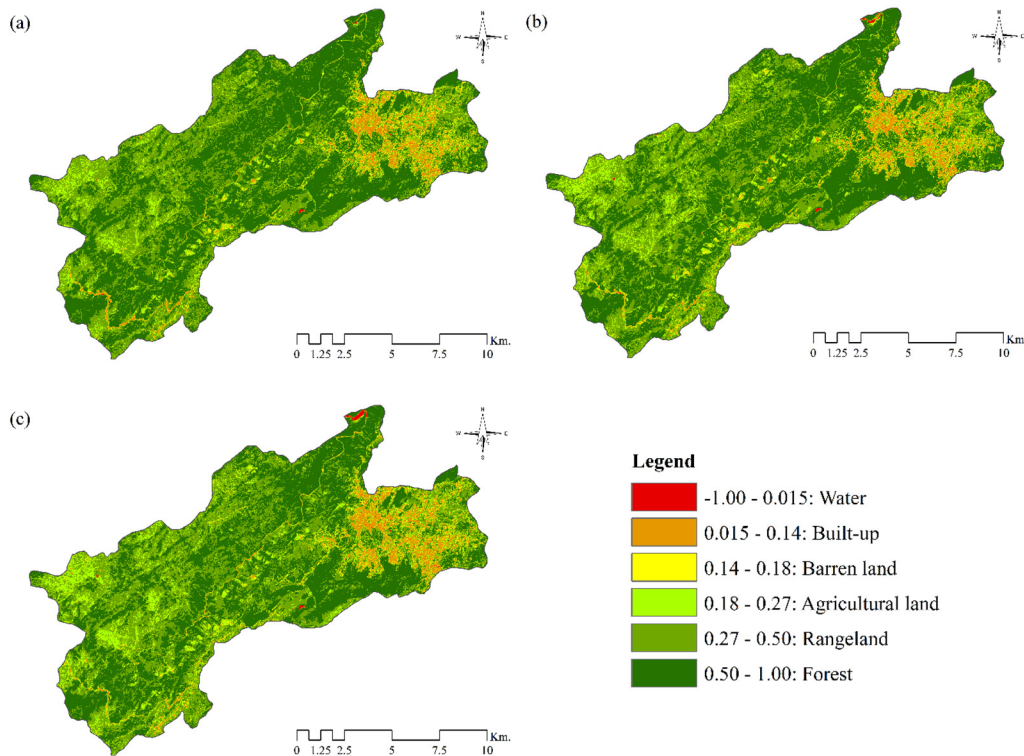 (a)
N
W E
S
Km.
0 1.25 2.5 5 7.5 10
(b)
N
W E
S
Km.
0 1.25 2.5 5 7.5 10
(c)
N
W E
S
Km.
0 1.25 2.5 5 7.5 10
Legend
-1.00 - 0.015: Water
0.015 - 0.14: Built-up
0.14 - 0.18: Barren land
0.18 - 0.27: Agricultural land
0.27 - 0.50: Rangeland
0.50 - 1.00: Forest